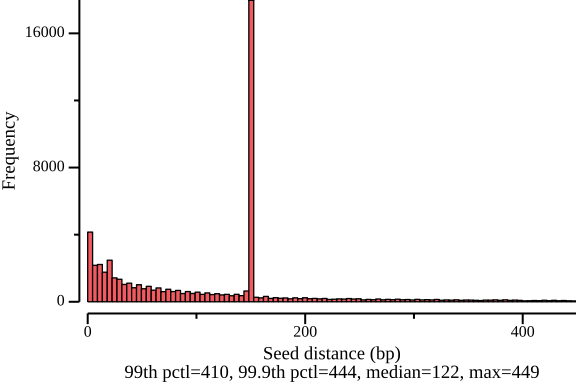 16000
8000
0
Frequency
0 200 400
Seed distance (bp)
99th pctl=410, 99.9th pctl=444, median=122, max=449